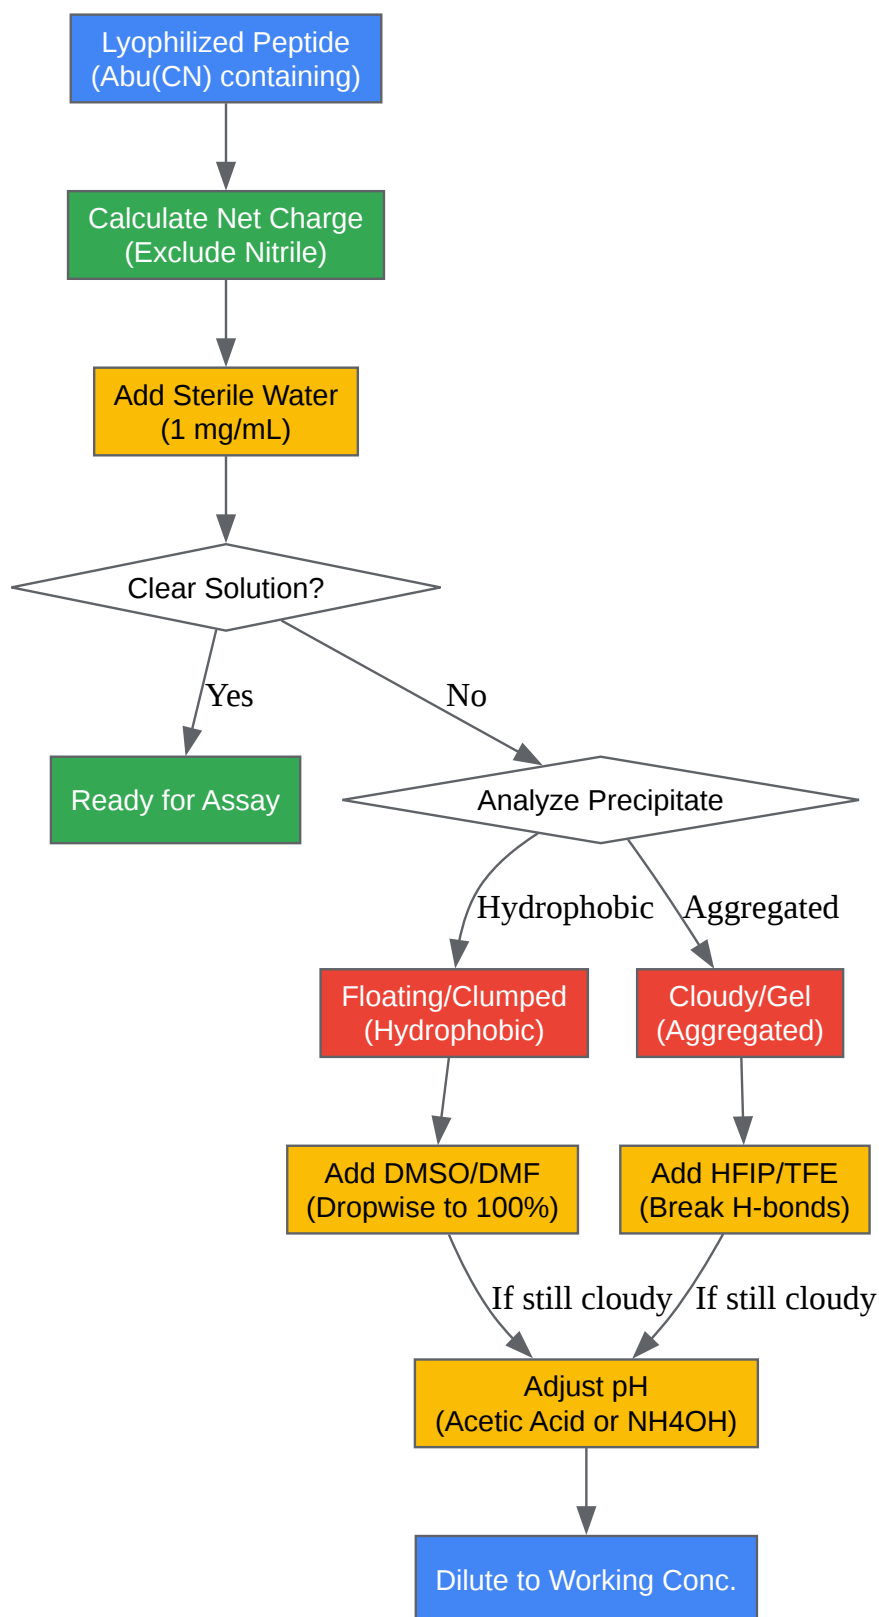 Lyophilized Peptide
(Abu(CN) containing)
Calculate Net Charge
(Exclude Nitrile)
Add Sterile Water
(1 mg/mL)
Clear Solution?
Yes
No
Ready for Assay
Analyze Precipitate
Hydrophobic
Aggregated
Floating/Clumped
(Hydrophobic)
Cloudy/Gel
(Aggregated)
Add DMSO/DMF
(Dropwise to 100%)
Add HFIP/TFE
(Break H-bonds)
If still cloudy
If still cloudy
Adjust pH
(Acetic Acid or NH4OH)
Dilute to Working Conc.